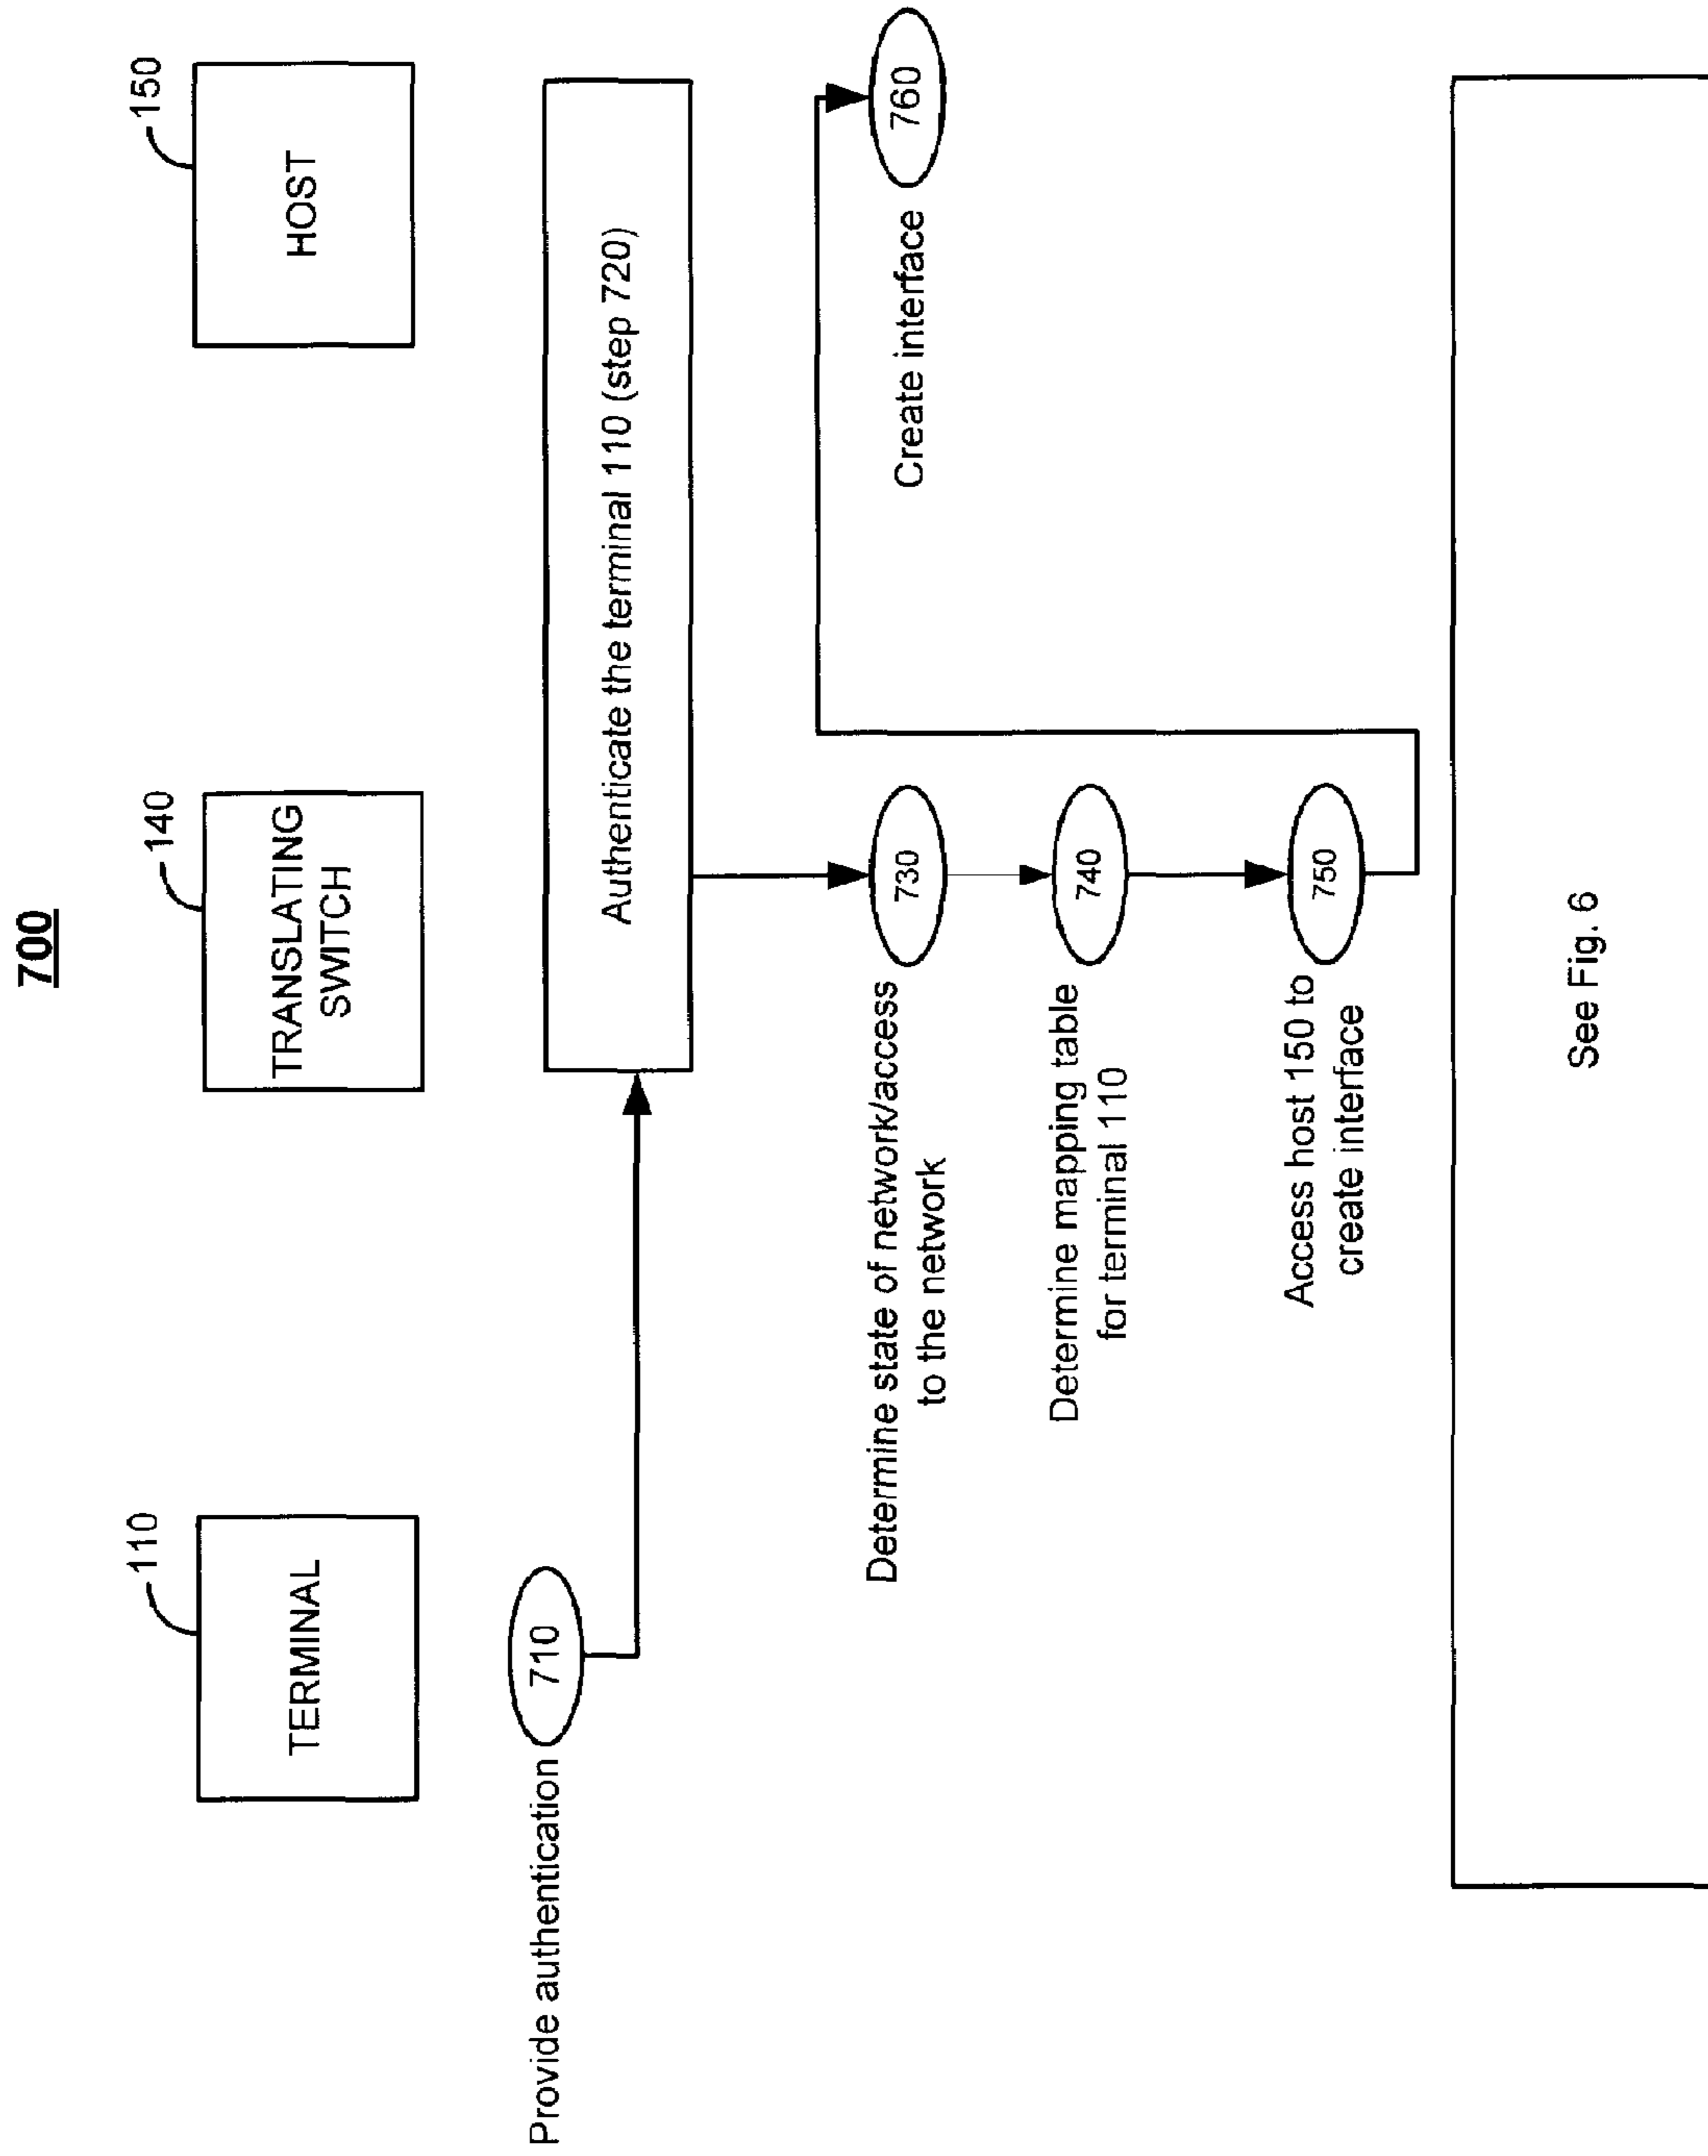 700
110
TERMINAL
140
TRANSLATING
SWITCH
150
HOST
Provide authentication
710
Authenticate the terminal 110 (step 720)
Determine state of network/access
to the network
730
Create interface
760
Determine mapping table
for terminal 110
740
Access host 150 to
create interface
750
See Fig. 6